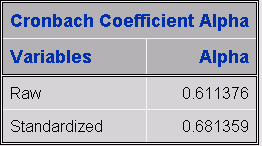 Cronbach Coefficient Alpha
Variables Alpha
Raw 0.611376
Standardized 0.681359